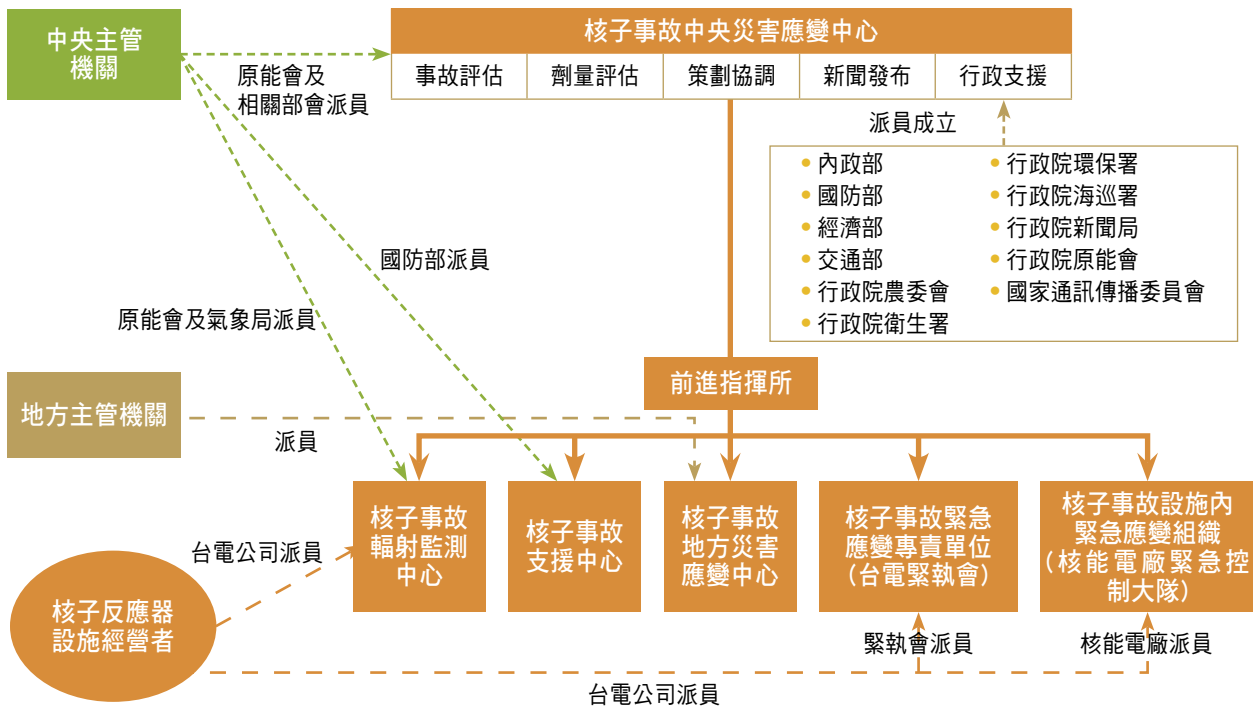 中央主管
機關
核子事故中央災害應變中心
事故評估
劑量評估
策劃協調
新聞發布
行政支援
原能會及
相關部會派員
派員成立
• 內政部
• 國防部
• 經濟部
• 交通部
• 行政院農委會
• 行政院衛生署
• 行政院環保署
• 行政院海巡署
• 行政院新聞局
• 行政院原能會
• 國家通訊傳播委員會
國防部派員
原能會及氣象局派員
前進指揮所
地方主管機關
派員
核子事故
輻射監測
中心
核子事故
支援中心
核子事故
地方災害
應變中心
核子事故緊急
應變專責單位
(台電緊執會)
核子事故設施內
緊急應變組織
(核能電廠緊急控
制大隊)
台電公司派員
核子反應器
設施經營者
緊執會派員
核能電廠派員
台電公司派員